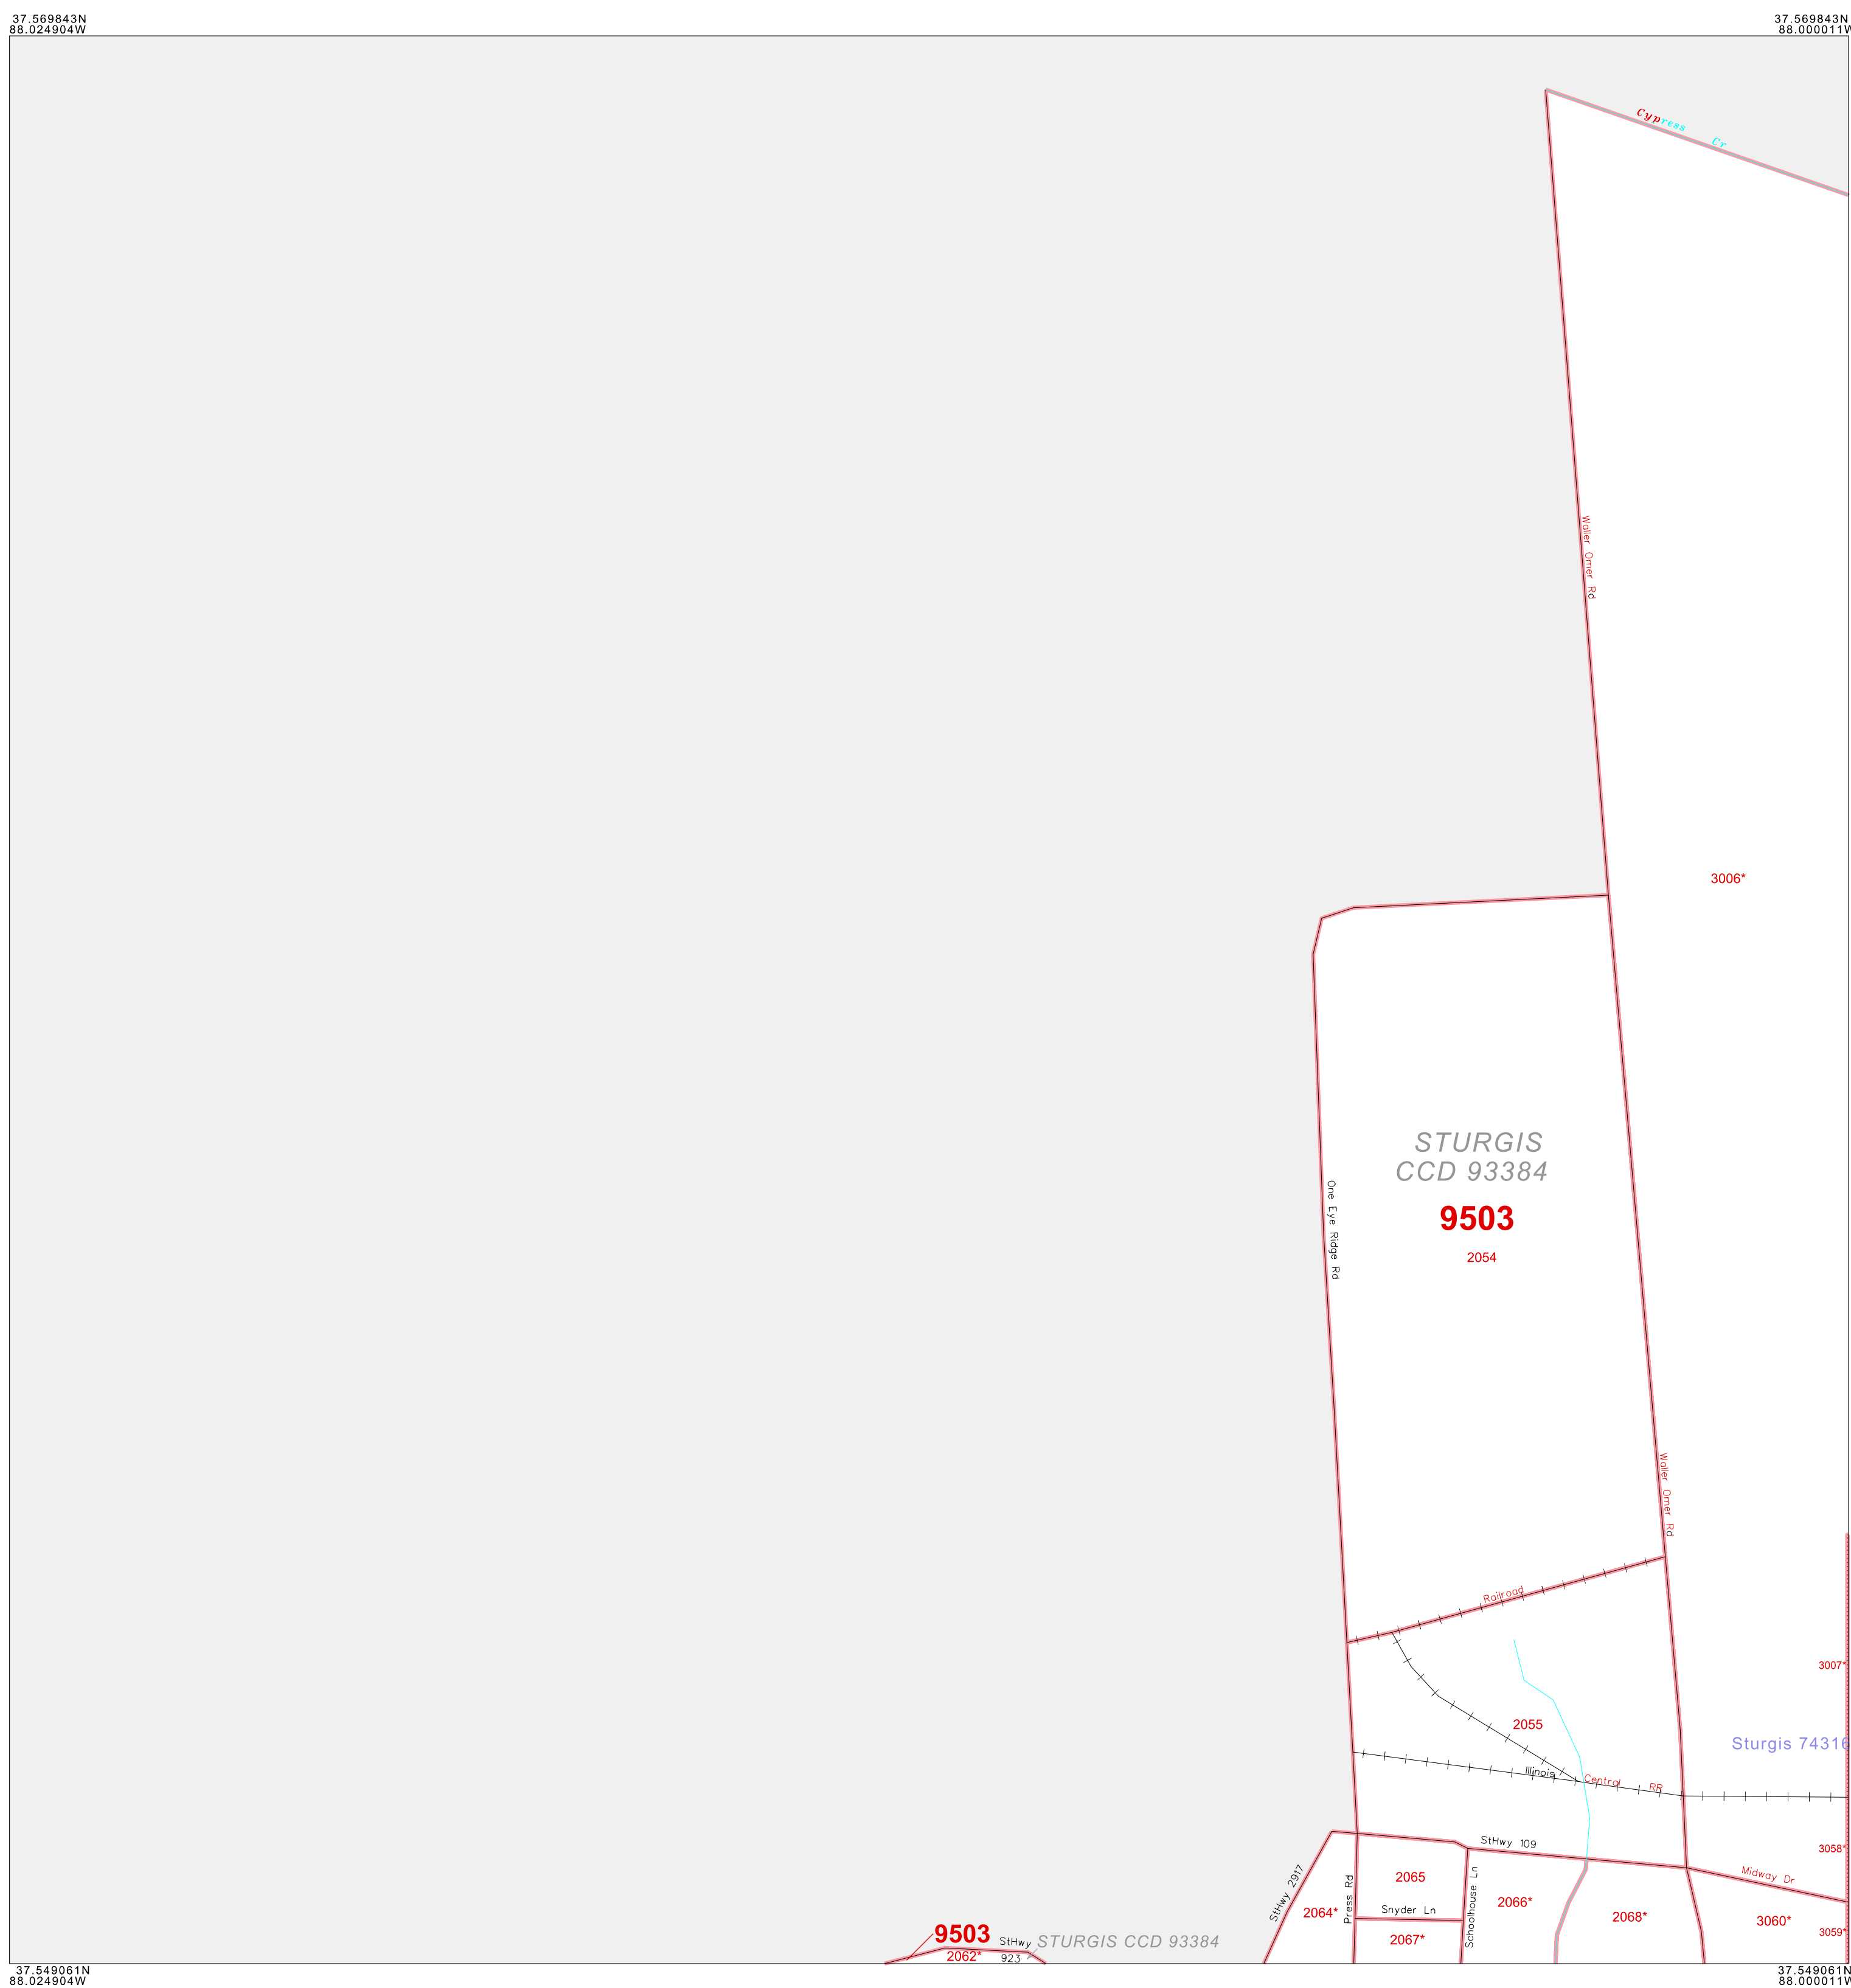 37.569843N
88.024904W
37.569843N
88.000011W
Cypress Cr
Waller Omer Rd
3006*
STURGIS
CCD 93384
9503
2054
One Eye Ridge Rd
Waller Omer Rd
Railroad
3007*
2055
Sturgis 74316
Illinois Central RR
StHwy 109
3058*
Midway Dr
StHwy 2917
2065
Schoolhouse Ln
Press Rd
2066*
Snyder Ln
2064*
2068*
3060*
3059*
2067*
9503
StHwy
923
STURGIS CCD 93384
2062*
37.549061N
88.024904W
37.549061N
88.000011W